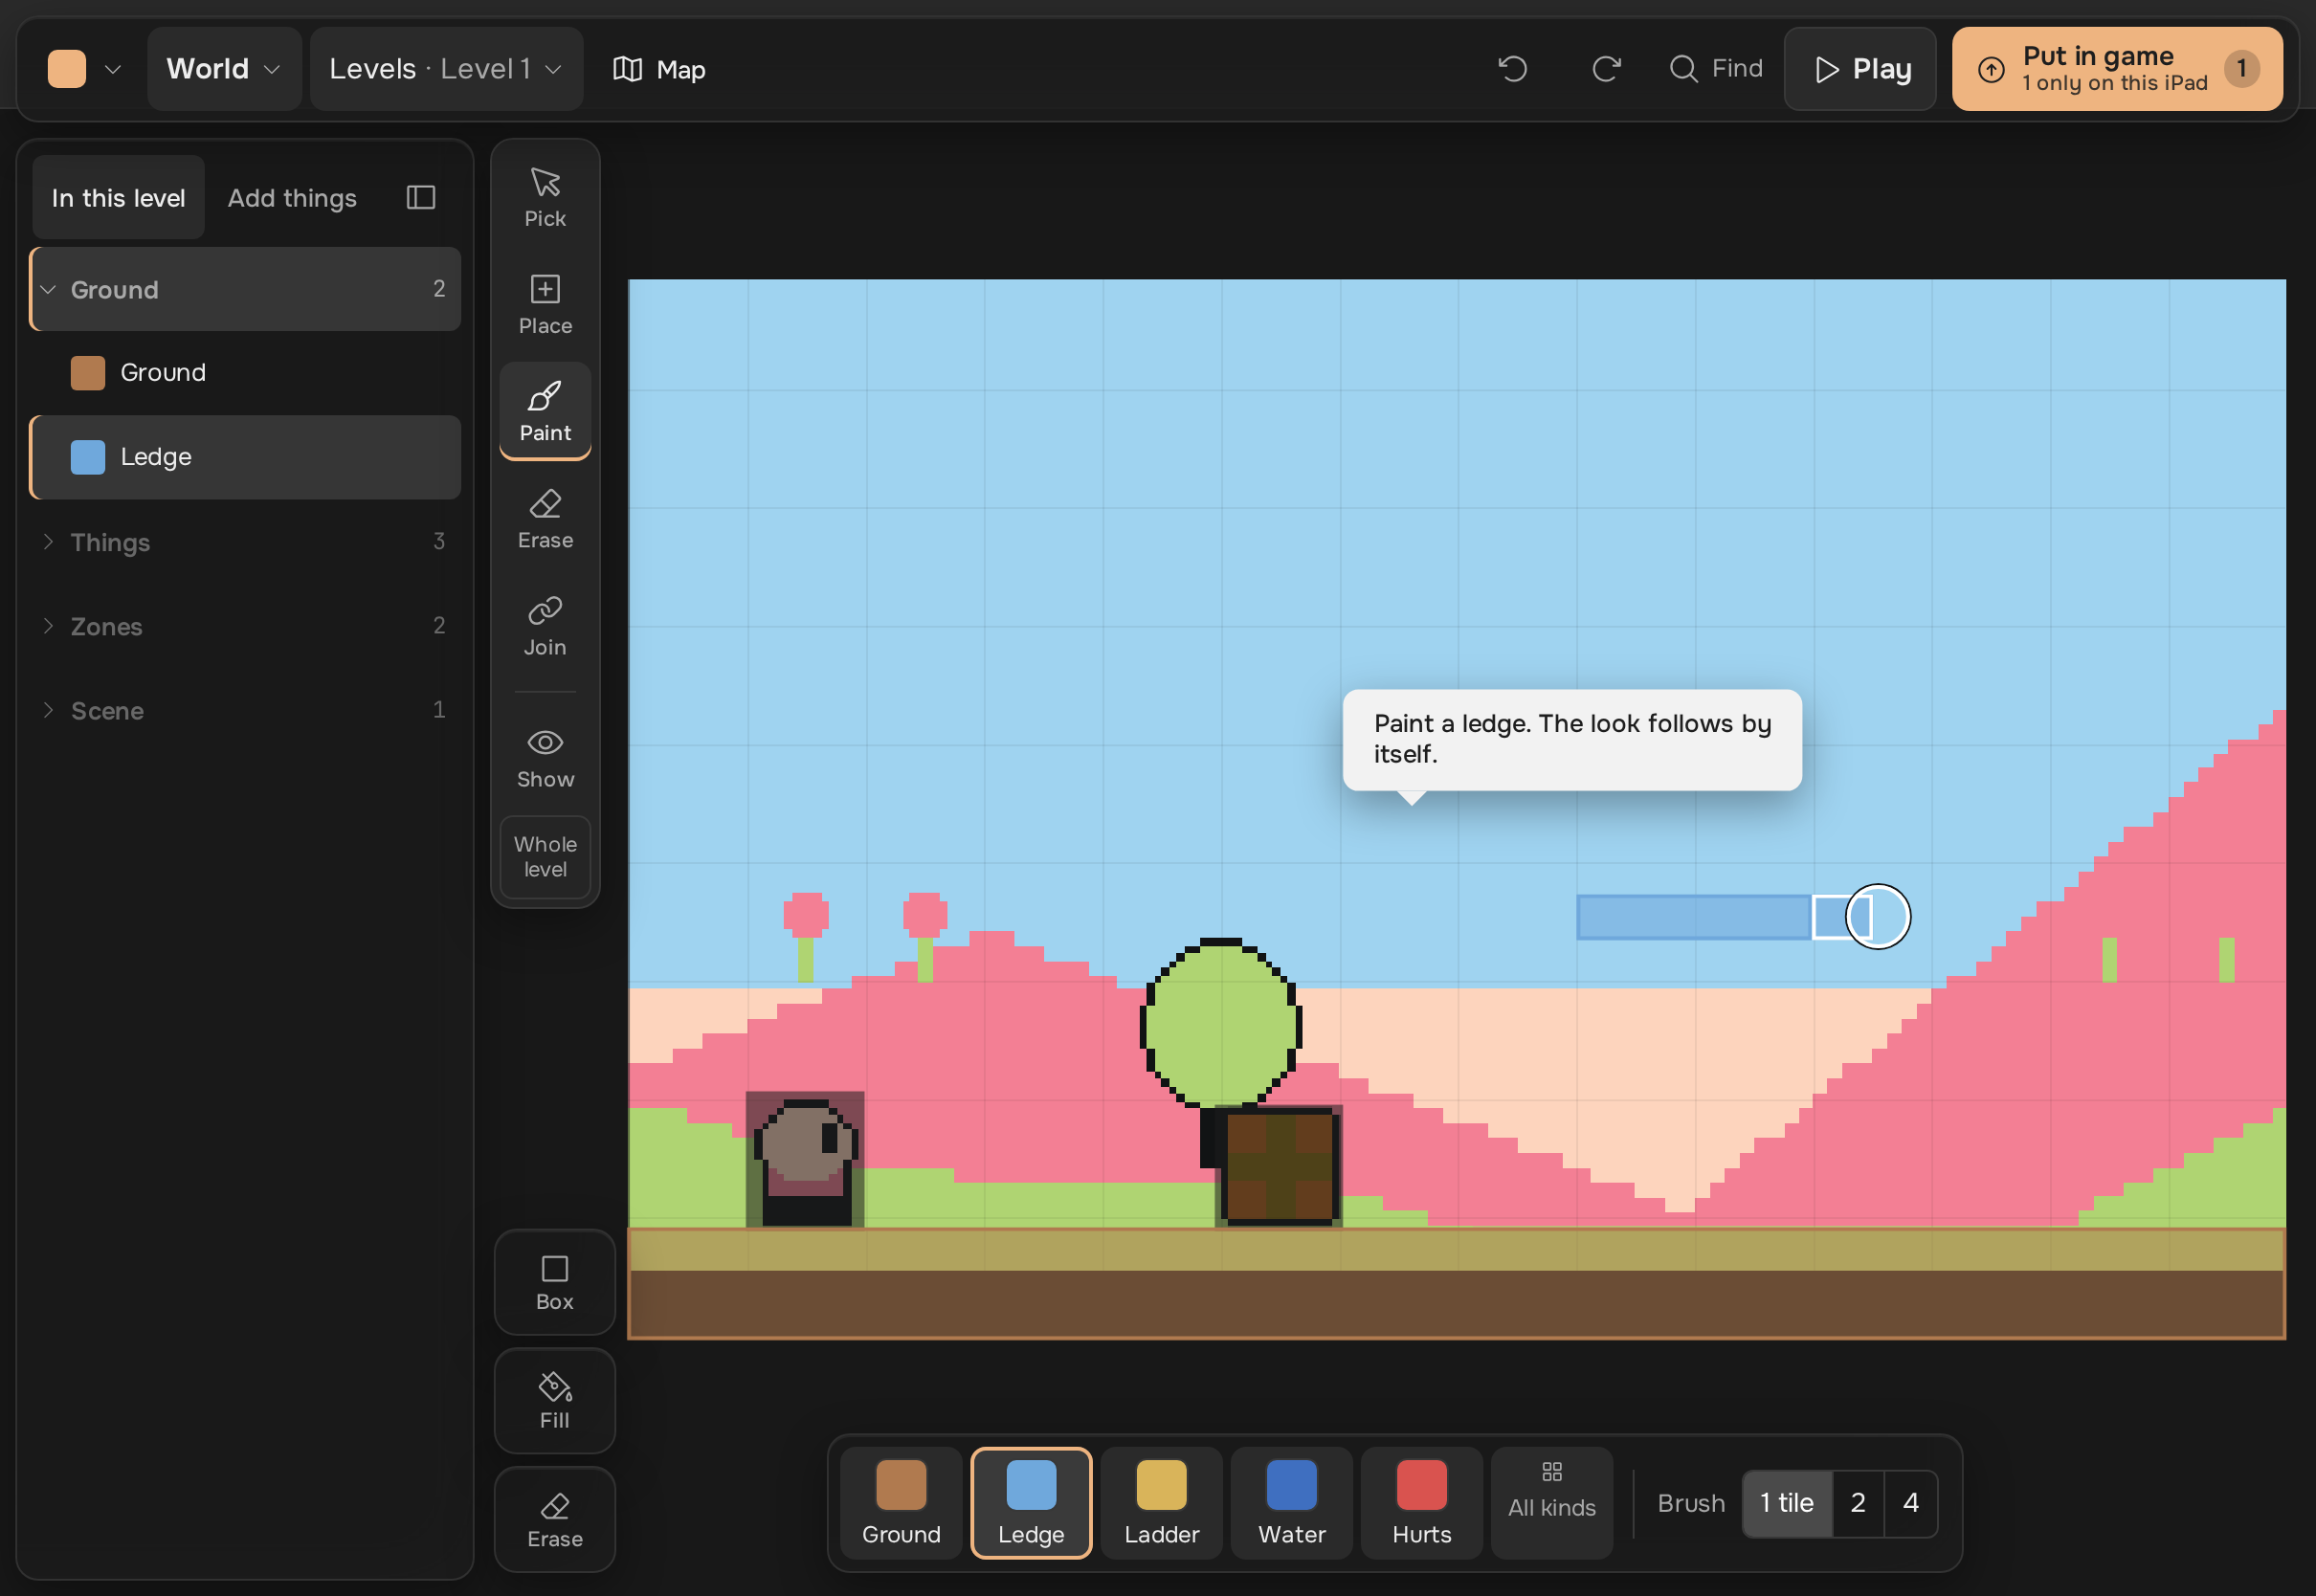 World
Levels · Level 1
Map
Find
Play
Put in game
1 only on this iPad
1
In this level
Add things
Ground 2
Ground
Ledge
Things 3
Zones 2
Scene 1
Pick
Place
Paint
Erase
Join
Show
Whole
level
Paint a ledge. The look follows by
itself.
Box
Fill
Erase
Ground
Ledge
Ladder
Water
Hurts
All kinds
Brush
1 tile
2
4